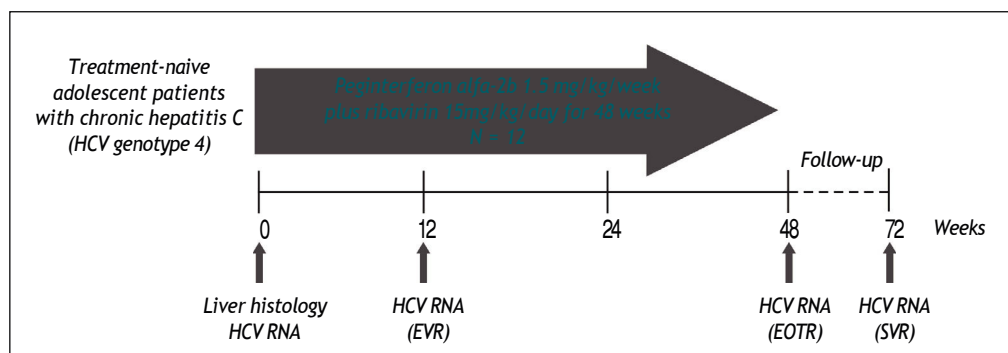 Treatment-naive
adolescent patients
with chronic hepatitis C
(HCV genotype 4)
Peginterferon alfa-2b 1.5 mg/kg/week
plus ribavirin 15mg/kg/day for 48 weeks
N = 12
Follow-up
0 12 24 48 72 Weeks
Liver histology
HCV RNA
HCV RNA
(EVR)
HCV RNA
(EOTR)
HCV RNA
(SVR)